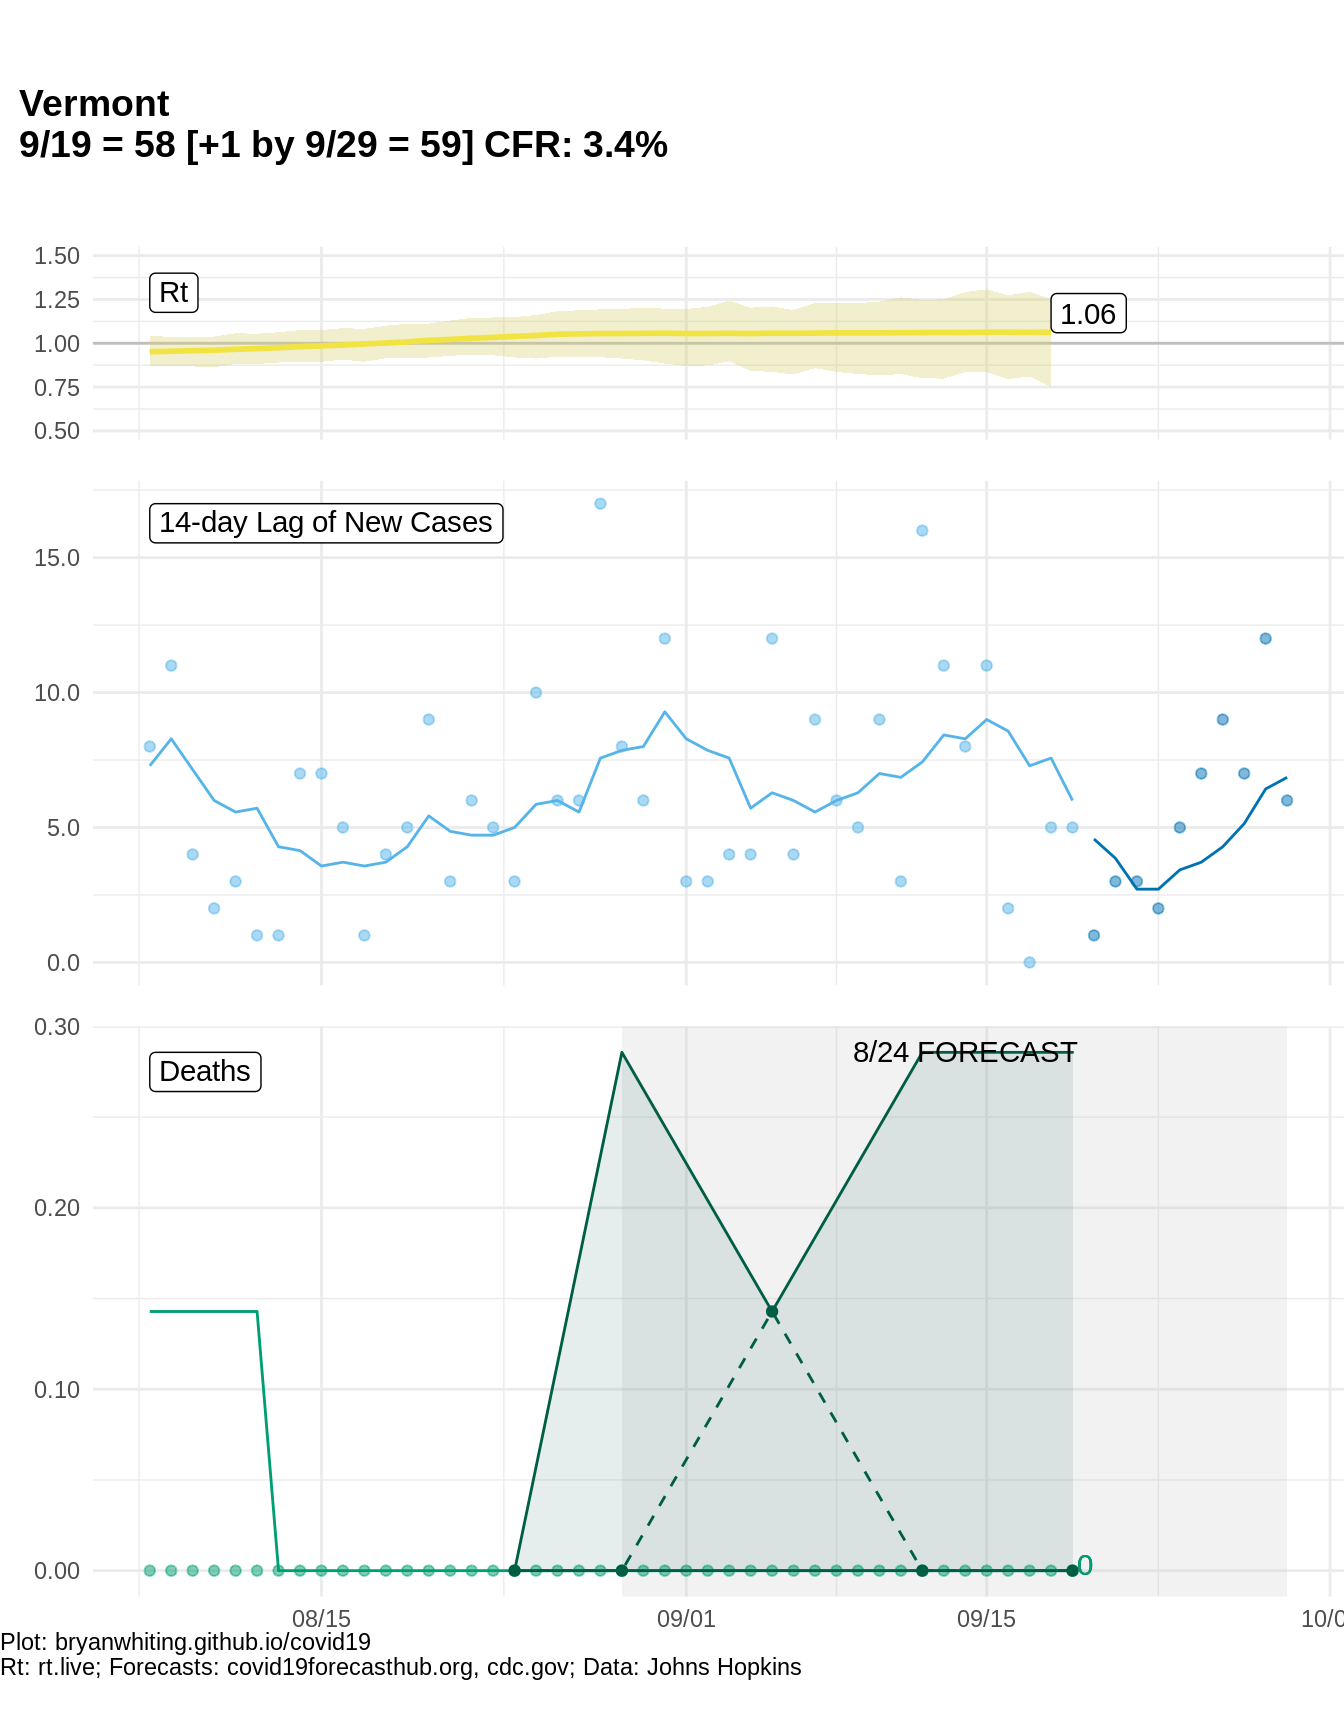 Vermont
9/19 = 58 [+1 by 9/29 = 59] CFR: 3.4%
1.50
1.25
1.00
0.75
0.50
Rt
1.06
14-day Lag of New Cases
15.0
10.0
5.0
0.0
0.30
0.20
0.10
0.00
Deaths
8/24 FORECAST
0
08/15
09/01
09/15
10/0
Plot: bryanwhiting.github.io/covid19
Rt: rt.live; Forecasts: covid19forecasthub.org, cdc.gov; Data: Johns Hopkins